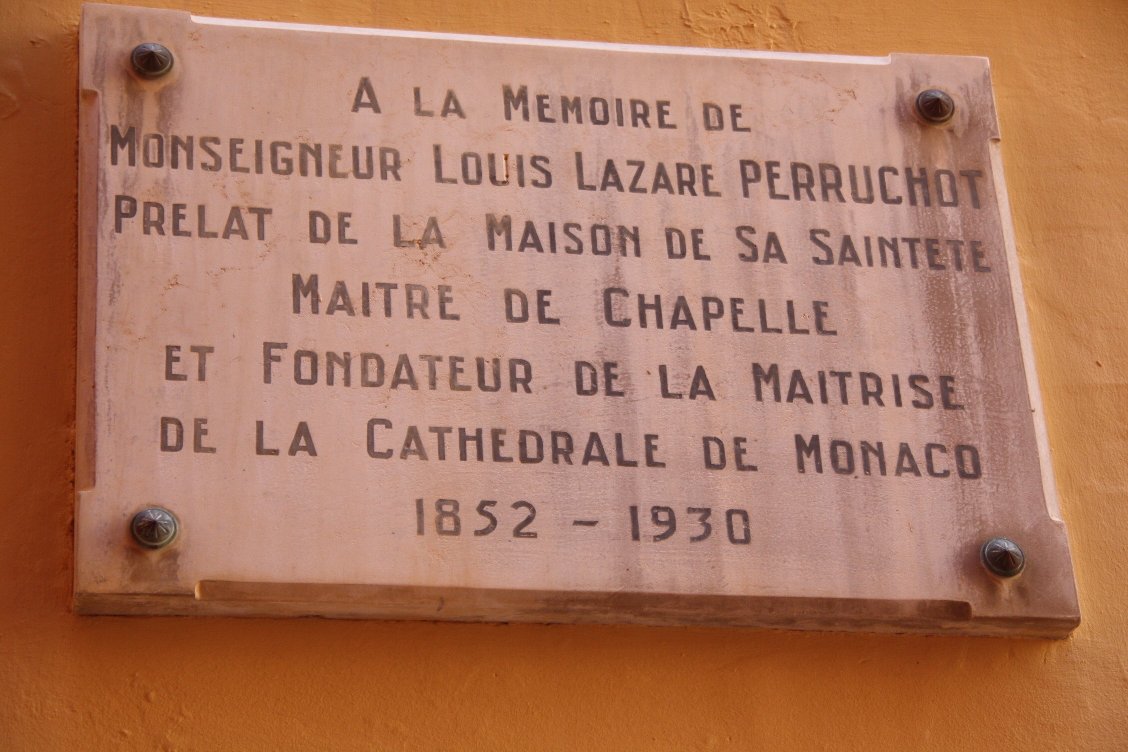 A LA MEMOIRE DE
MONSEIGNEUR LOUIS LAZARE PERRUCHOT
PRELAT DE LA MAISON DE SA SAINTETE
MAITRE DE CHAPELLE
ET FONDATEUR DE LA MAITRISE
DE LA CATHEDRALE DE MONACO
1852 – 1930